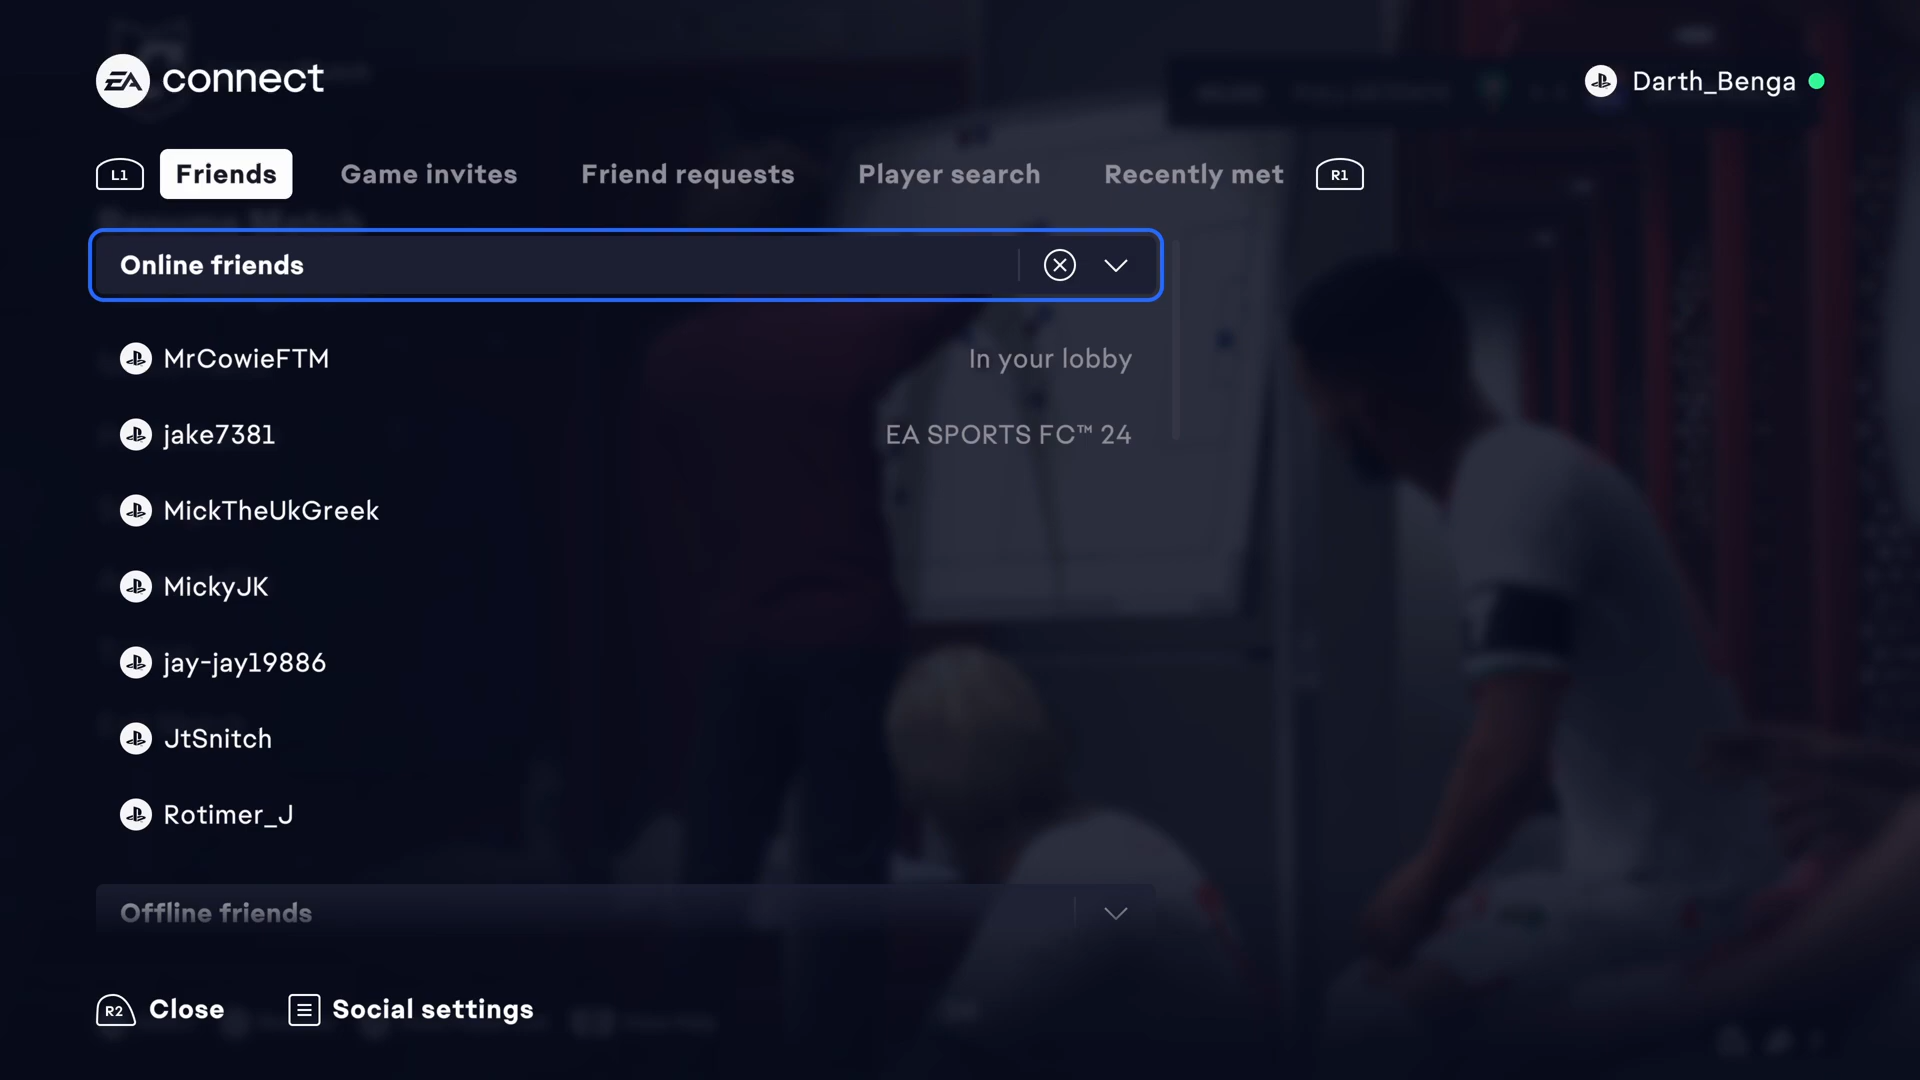 EA connect
Darth_Benga
L1 Friends Game invites Friend requests Player search Recently met R1
Online friends
MrCowieFTM In your lobby
jake7381 EA SPORTS FC™ 24
MickTheUkGreek
MickyJK
jay-jay19886
JtSnitch
Rotimer_J
Offline friends
R2 Close Social settings